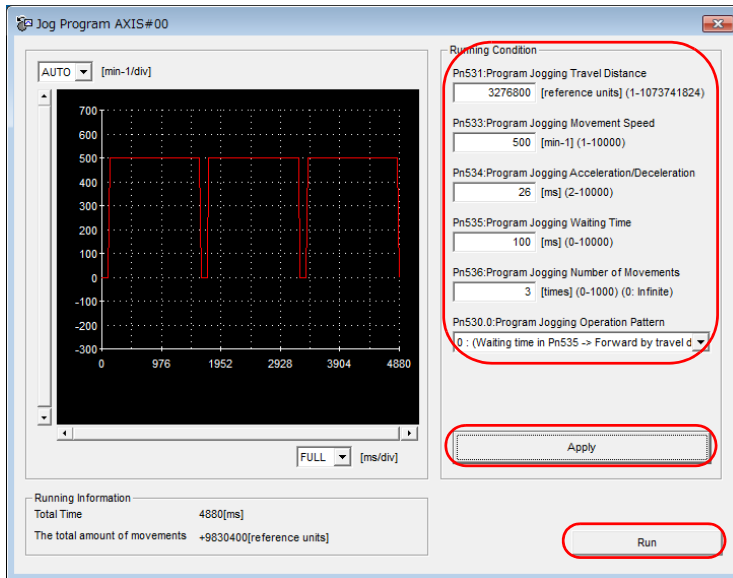 Jog Program AXIS#00
AUTO [min-1/div]
700
600
500
400
300
200
100
0
-100
-200
-300
0 976 1952 2928 3904 4880
FULL [ms/div]
Running Condition
Pn531:Program Jogging Travel Distance
3276800 [reference units] (1-1073741824)
Pn533:Program Jogging Movement Speed
500 [min-1] (1-10000)
Pn534:Program Jogging Acceleration/Deceleration
26 [ms] (2-10000)
Pn535:Program Jogging Waiting Time
100 [ms] (0-10000)
Pn536:Program Jogging Number of Movements
3 [times] (0-1000) (0: Infinite)
Pn530.0:Program Jogging Operation Pattern
0 : (Waiting time in Pn535 -> Forward by travel d
Apply
Running Information
Total Time 4880[ms]
The total amount of movements +9830400[reference units]
Run